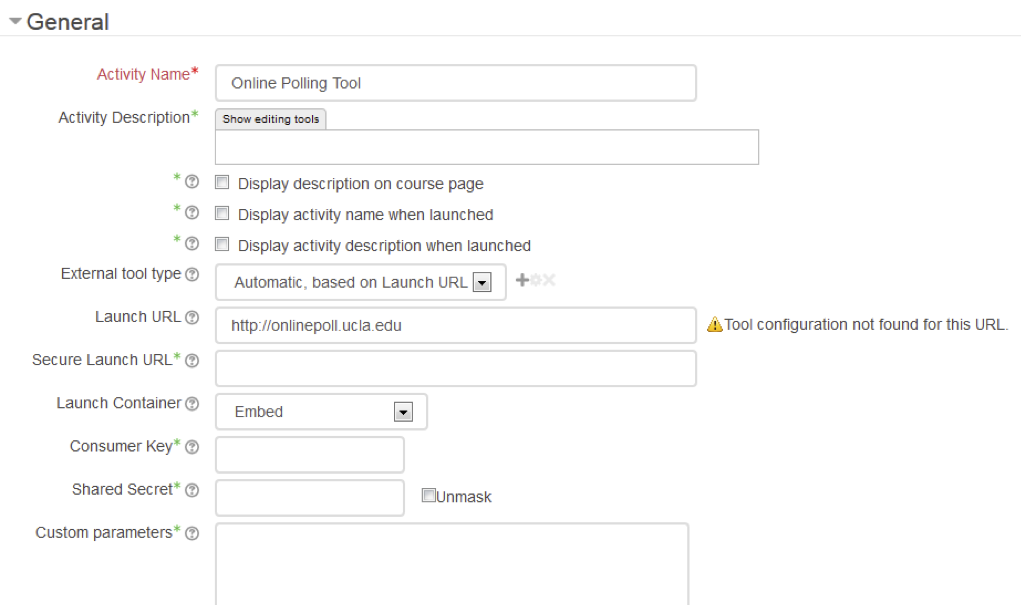 General
Activity Name*
Online Polling Tool
Activity Description*
Show editing tools
* Display description on course page
* Display activity name when launched
* Display activity description when launched
External tool type
Automatic, based on Launch URL
Launch URL
http://onlinepoll.ucla.edu
Tool configuration not found for this URL.
Secure Launch URL*
Launch Container
Embed
Consumer Key*
Shared Secret*
Unmask
Custom parameters*